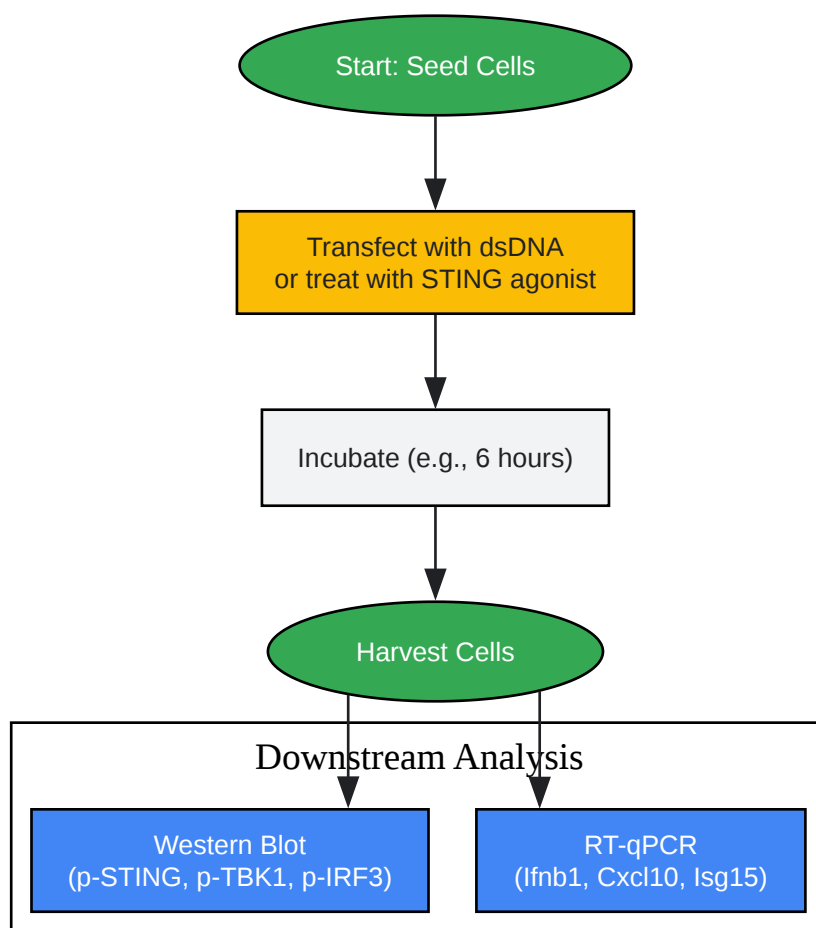 Start: Seed Cells
Transfect with dsDNA
or treat with STING agonist
Incubate (e.g., 6 hours)
Harvest Cells
Downstream Analysis
Western Blot
(p-STING, p-TBK1, p-IRF3)
RT-qPCR
(Ifnb1, Cxcl10, Isg15)